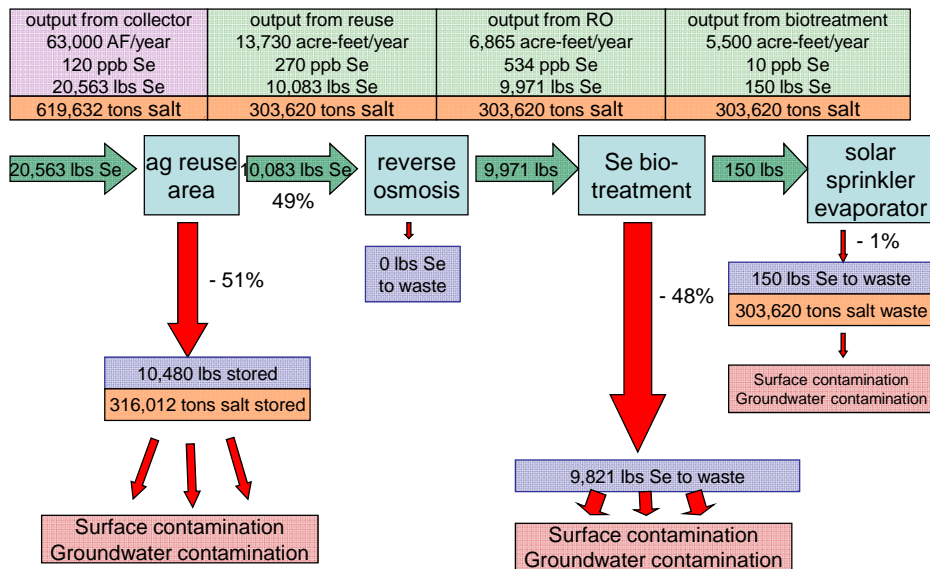 output from collector
63,000 AF/year
120 ppb Se
20,563 lbs Se
619,632 tons salt
output from reuse
13,730 acre-feet/year
270 ppb Se
10,083 lbs Se
303,620 tons salt
output from RO
6,865 acre-feet/year
534 ppb Se
9,971 lbs Se
303,620 tons salt
output from biotreatment
5,500 acre-feet/year
10 ppb Se
150 lbs Se
303,620 tons salt
20,563 lbs Se
ag reuse
area
10,083 lbs Se
49%
reverse
osmosis
9,971 lbs
Se bio-
treatment
150 lbs
solar
sprinkler
evaporator
- 51%
0 lbs Se
to waste
- 48%
- 1%
150 lbs Se to waste
303,620 tons salt waste
10,480 lbs stored
316,012 tons salt stored
Surface contamination
Groundwater contamination
9,821 lbs Se to waste
Surface contamination
Groundwater contamination
Surface contamination
Groundwater contamination